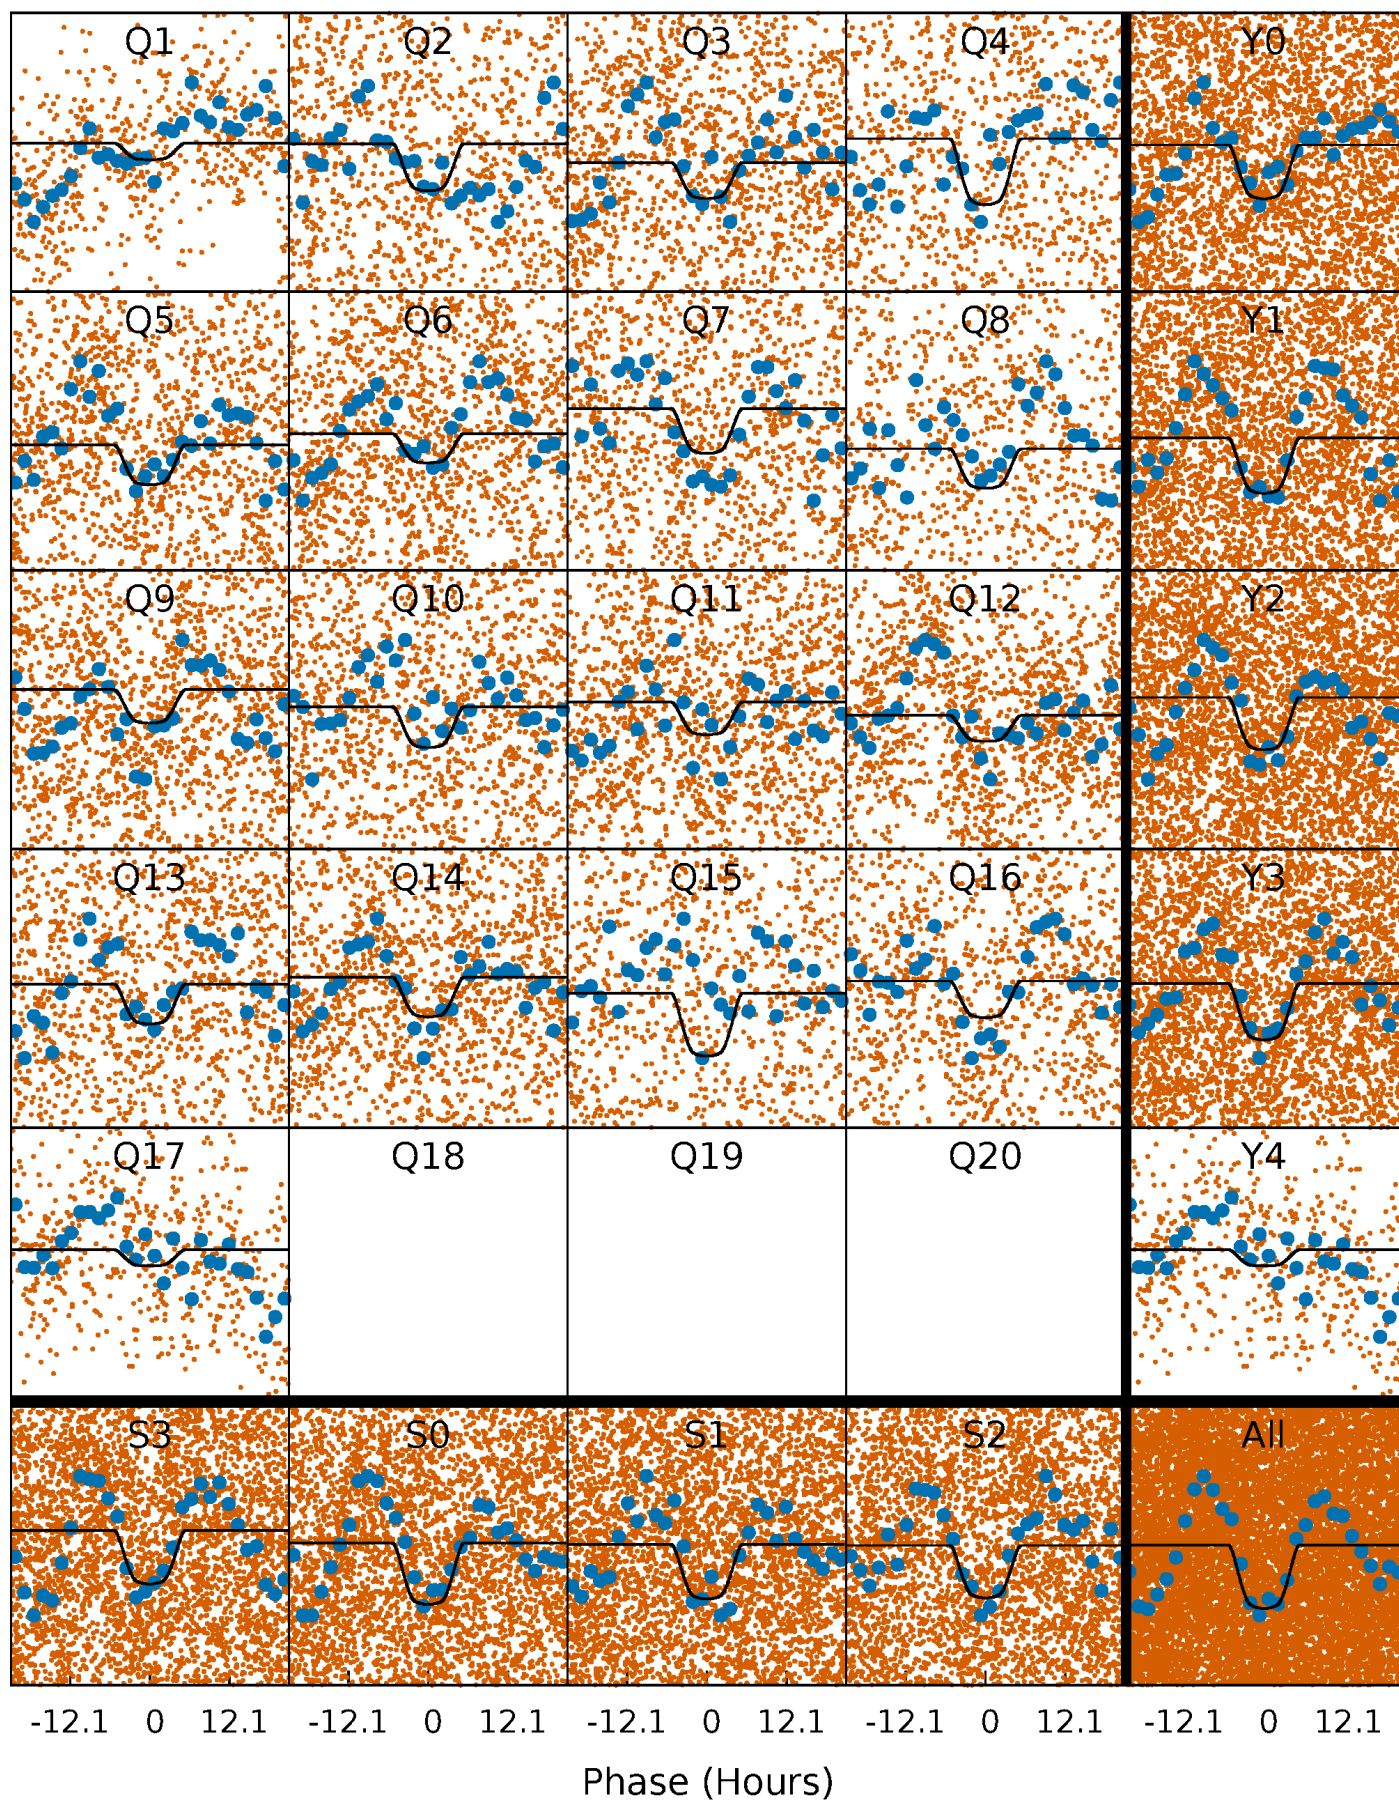 Q1 Q2 Q3 Q4 Y0
Q5 Q6 Q7 Q8 Y1
Q9 Q10 Q11 Q12 Y2
Q13 Q14 Q15 Q16 Y3
Q17 Q18 Q19 Q20 Y4
S3 S0 S1 S2 All
-12.1 0 12.1 -12.1 0 12.1 -12.1 0 12.1 -12.1 0 12.1 -12.1 0 12.1
Phase (Hours)